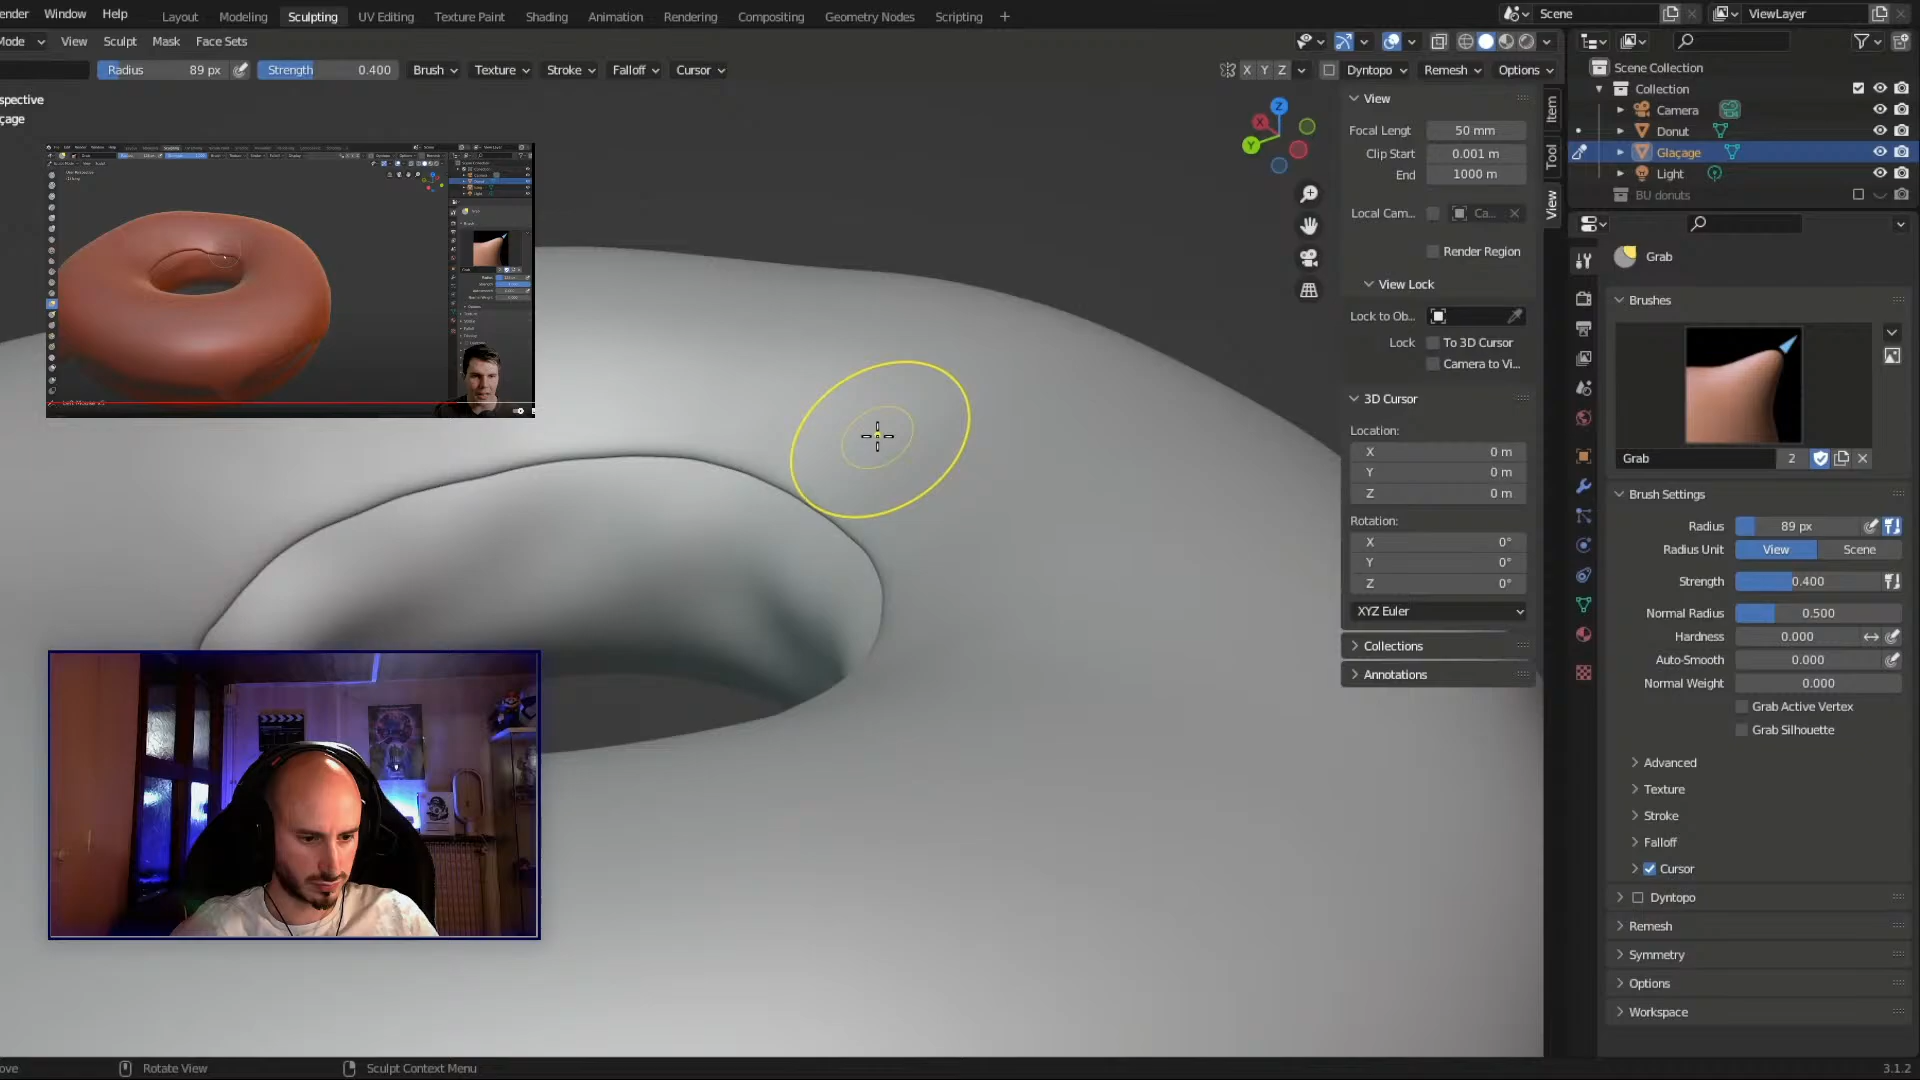 ender Window Help Layout Modeling Sculpting UV Editing Texture Paint Shading Animation Rendering Compositing Geometry Nodes Scripting + Scene ViewLayer
Mode View Sculpt Mask Face Sets
Radius 89 px Strength 0.400 Brush Texture Stroke Falloff Cursor X Y Z Dyntopo Remesh Options
spective
çage
Z
X
Y
View
Focal Lengt 50 mm
Clip Start 0.001 m
End 1000 m
Local Cam... Ca...
Render Region
View Lock
Lock to Ob...
Lock To 3D Cursor
Camera to Vi...
3D Cursor
Location:
X 0 m
Y 0 m
Z 0 m
Rotation:
X 0°
Y 0°
Z 0°
XYZ Euler
Collections
Annotations
Item
Tool
View
Scene Collection
Collection
Camera
Donut
Glaçage
Light
BU donuts
Grab
Brushes
Grab 2
Brush Settings
Radius 89 px
Radius Unit View Scene
Strength 0.400
Normal Radius 0.500
Hardness 0.000
Auto-Smooth 0.000
Normal Weight 0.000
Grab Active Vertex
Grab Silhouette
Advanced
Texture
Stroke
Falloff
Cursor
Dyntopo
Remesh
Symmetry
Options
Workspace
ove Rotate View Sculpt Context Menu 3.1.2